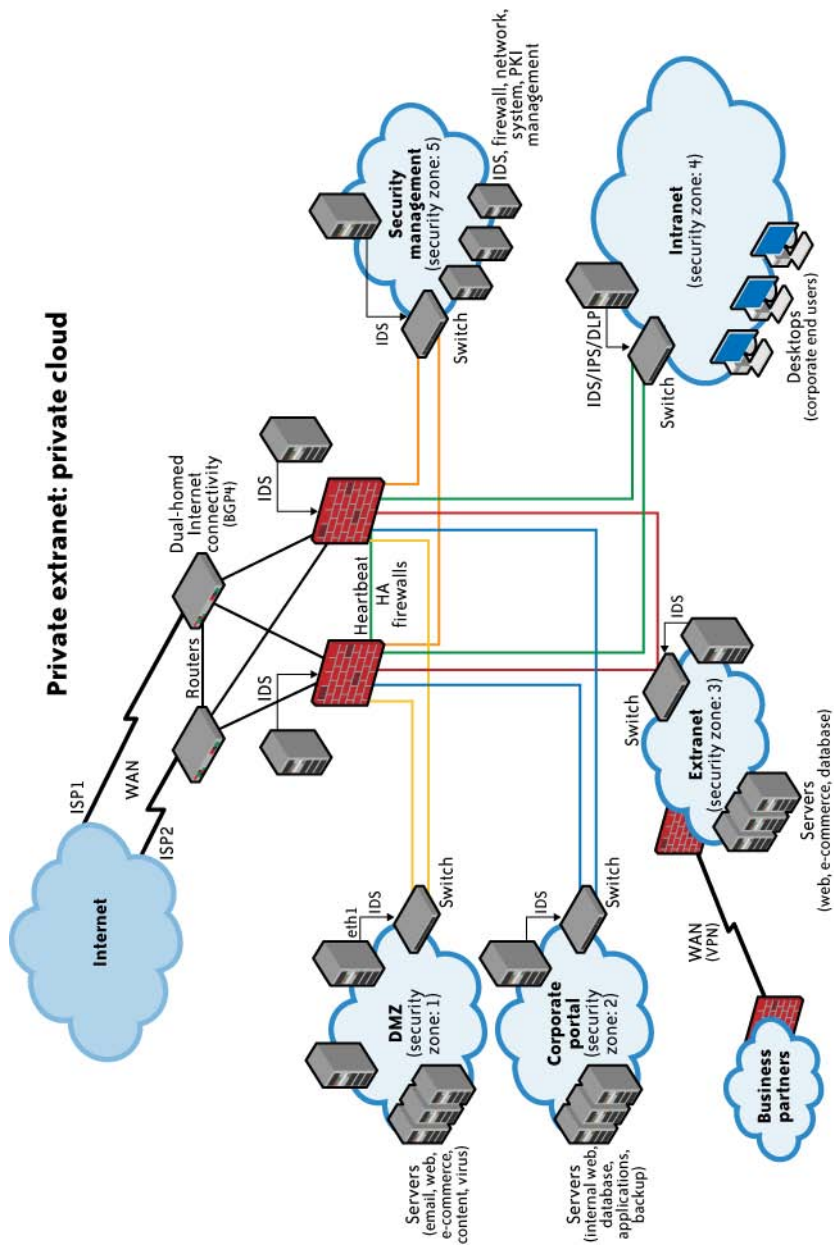 Private extranet: private cloud
Internet
ISP1
WAN
ISP2
Routers
Dual-homed
Internet
connectivity
(BGP4)
IDS
IDS
Heartbeat
HA
firewalls
eth1
IDS
Switch
DMZ
(security
zone: 1)
Servers
(email, web,
e-commerce,
content, virus)
IDS
Switch
Corporate
portal
(security
zone: 2)
Servers
(internal web,
database,
applications,
backup)
IDS
Switch
Security
management
(security zone: 5)
IDS, firewall, network,
system, PKI
management
IDS/IPS/DLP
Switch
Intranet
(security zone: 4)
Desktops
(corporate end users)
Switch
IDS
Extranet
(security zone: 3)
Servers
(web, e-commerce, database)
WAN
(VPN)
Business
partners